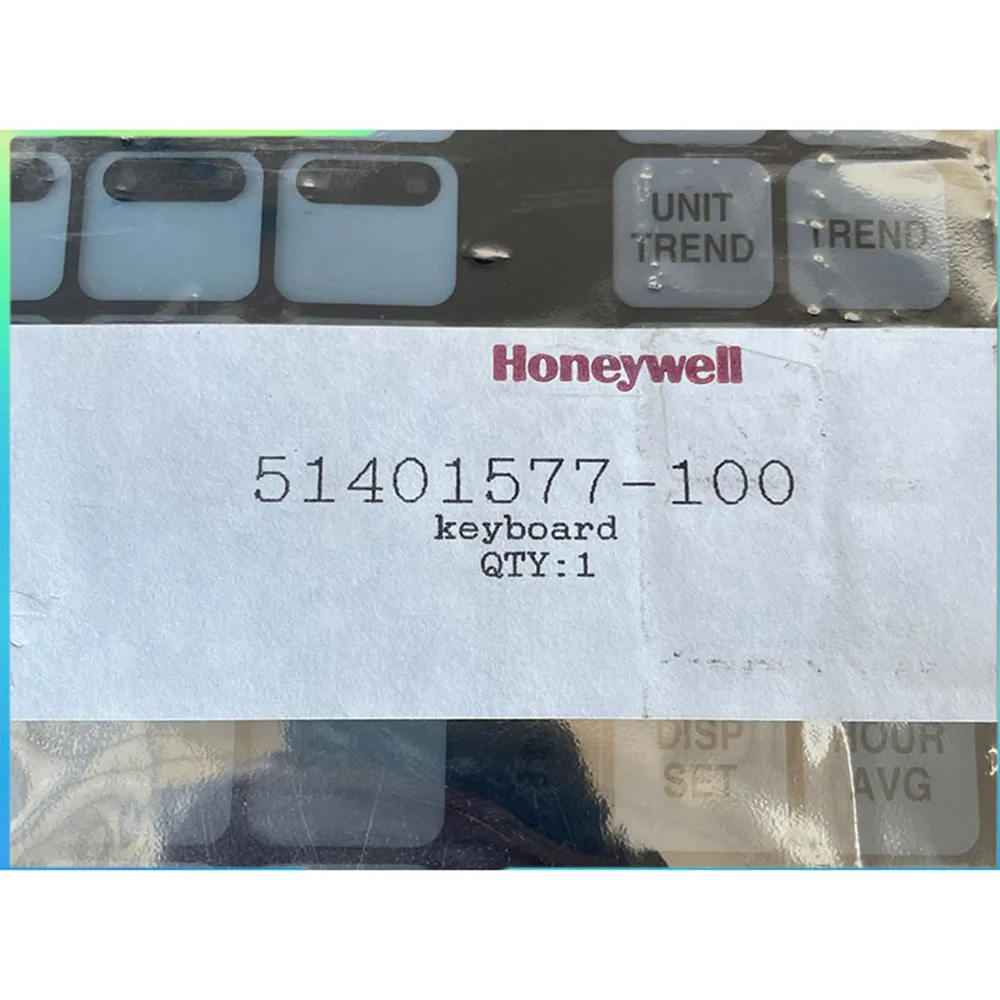 UNIT
TREND
TREND
Honeywell
51401577-100
keyboard
QTY:1
DISP
SET
HOUR
AVG